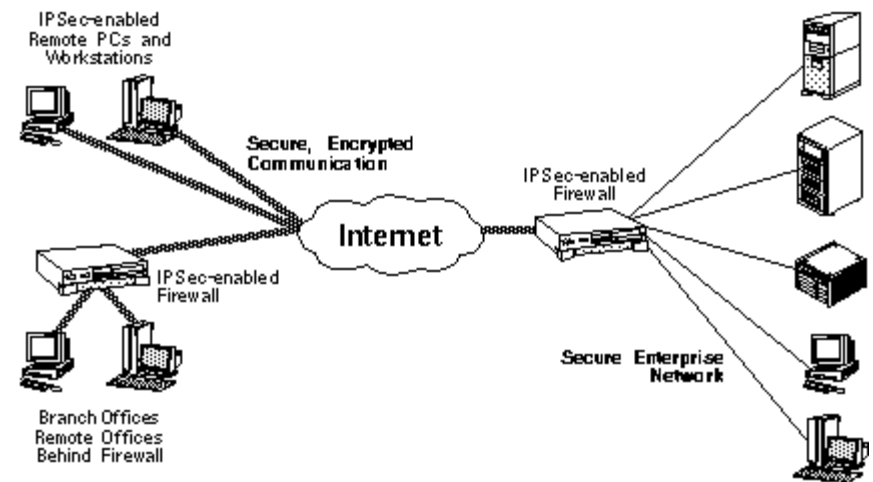 IPSec-enabled
Remote PCs and
Workstations
Secure, Encrypted
Communication
IPSec-enabled
Firewall
Internet
IPSec-enabled
Firewall
Secure Enterprise
Network
Branch Offices
Remote Offices
Behind Firewall